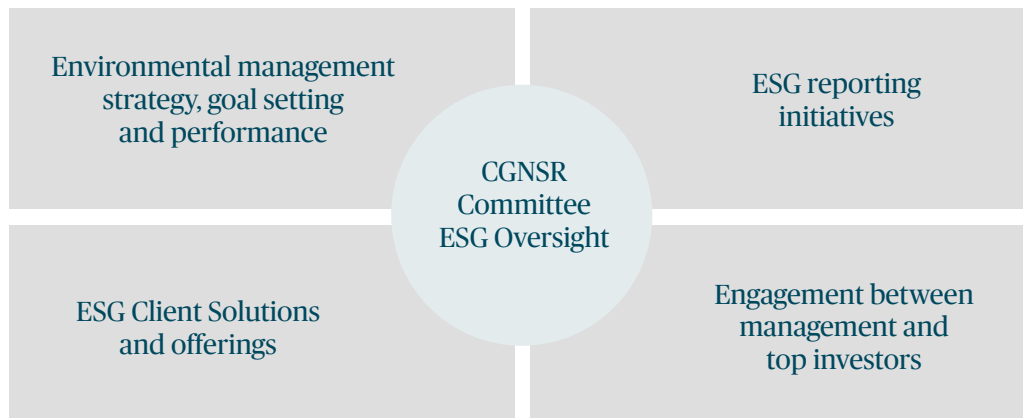 Environmental management
strategy, goal setting
and performance
ESG reporting
initiatives
CGNSR
Committee
ESG Oversight
ESG Client Solutions
and offerings
Engagement between
management and
top investors